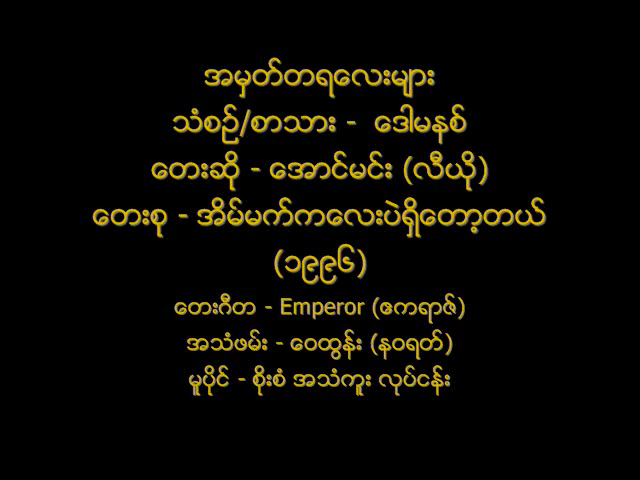 အမှတ်တရလေးများ
သံစဉ်/စာသား - ဒေါမနစ်
တေးဆို - အောင်မင်း (လီယို)
တေးစု - အိမ်မက်ကလေးပဲရှိတော့တယ်
(၁၉၉၆)
တေးဂီတ - Emperor (ဧကရာဇ်)
အသံဖမ်း - ဝေထွန်း (နဝရတ်)
မူပိုင် - စိုးစံ အသံကူး လုပ်ငန်း